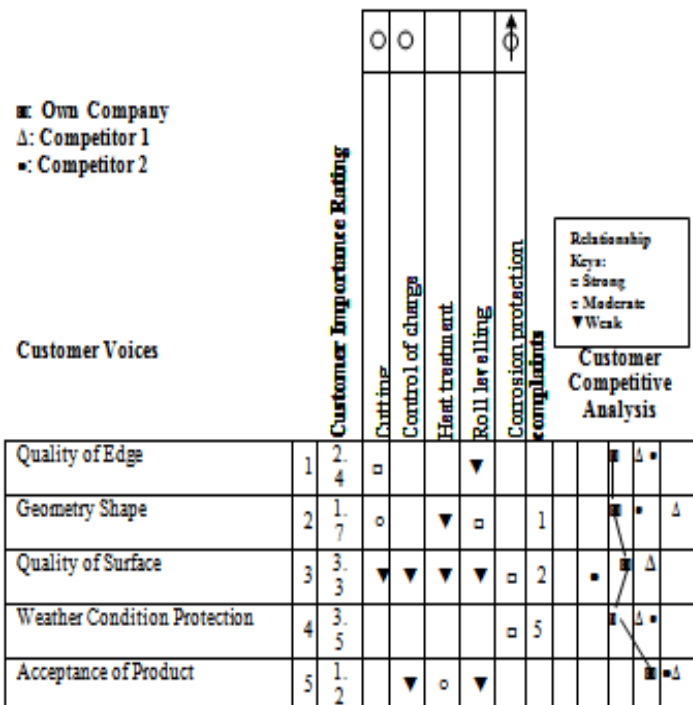 ■: Own Company
Δ: Competitor 1
•: Competitor 2
Customer Voices
Customer Importance Rating
Cutting
Control of charge
Heat treatment
Roll levelling
Corrosion protection
complaints
Relationship
Keys:
□ Strong
○ Moderate
▼ Weak
Customer
Competitive
Analysis
Quality of Edge 1 2.4 □ ▼ ■ Δ •
Geometry Shape 2 1.7 ○ ▼ □ 1 ■ • Δ
Quality of Surface 3 3.3 ▼ ▼ ▼ ▼ □ 2 • ■ Δ
Weather Condition Protection 4 3.5 □ 5 ■ Δ •
Acceptance of Product 5 1.2 ▼ ○ ▼ ■ • Δ